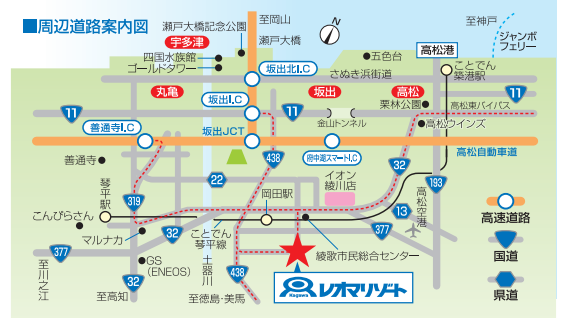 ■周辺道路案内図
瀬戸大橋記念公園
至岡山
瀬戸大橋
至神戸
ジャンボ
フェリー
宇多津
四国水族館
ゴールドタワー
五色台
高松港
坂出北I.C
さぬき浜街道
ことでん
築港駅
丸亀
坂出I.C
坂出
高松
栗林公園
11
11
11
金山トンネル
高松東バイパス
善通寺I.C
坂出JCT
高松ウインズ
府中湖スマートI.C
高松自動車道
善通寺
438
32
22
イオン
綾川店
193
琴平駅
319
岡田駅
高松空港
高速道路
こんぴらさん
13
マルナカ
32
ことでん
琴平線
377
国道
377
綾歌市民総合センター
至川之江
GS
(ENEOS)
土器川
32
438
県道
至高知
至徳島・美馬
Kagawa
レオマリゾート